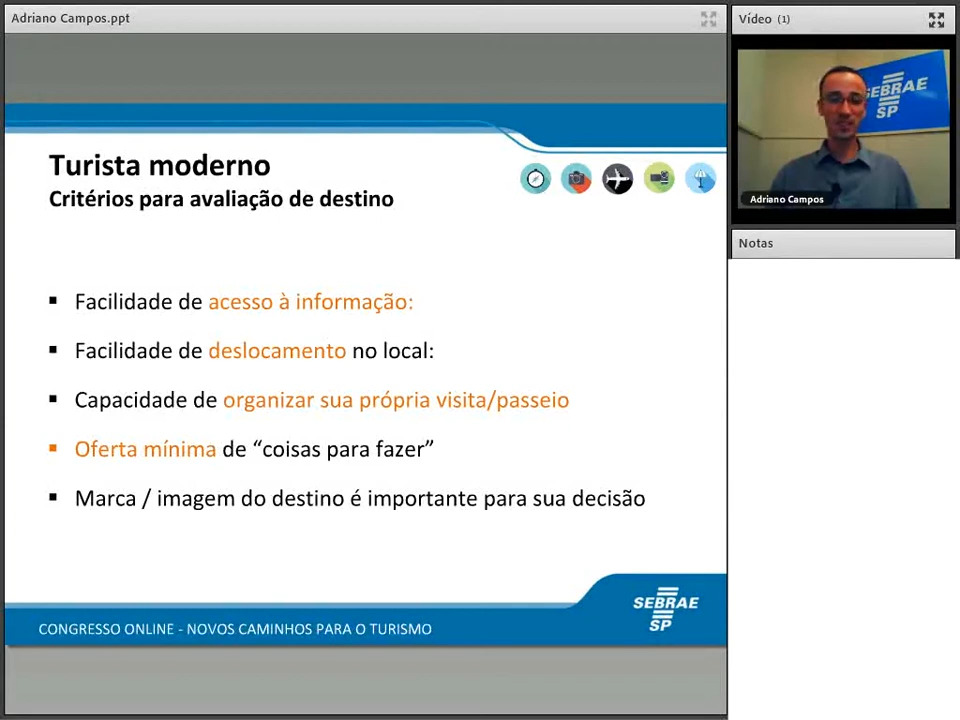 Adriano Campos.ppt
Turista moderno
Critérios para avaliação de destino
▪ Facilidade de acesso à informação:
▪ Facilidade de deslocamento no local:
▪ Capacidade de organizar sua própria visita/passeio
▪ Oferta mínima de “coisas para fazer”
▪ Marca / imagem do destino é importante para sua decisão
CONGRESSO ONLINE - NOVOS CAMINHOS PARA O TURISMO
SEBRAE
SP
Vídeo (1)
SEBRAE
SP
Adriano Campos
Notas